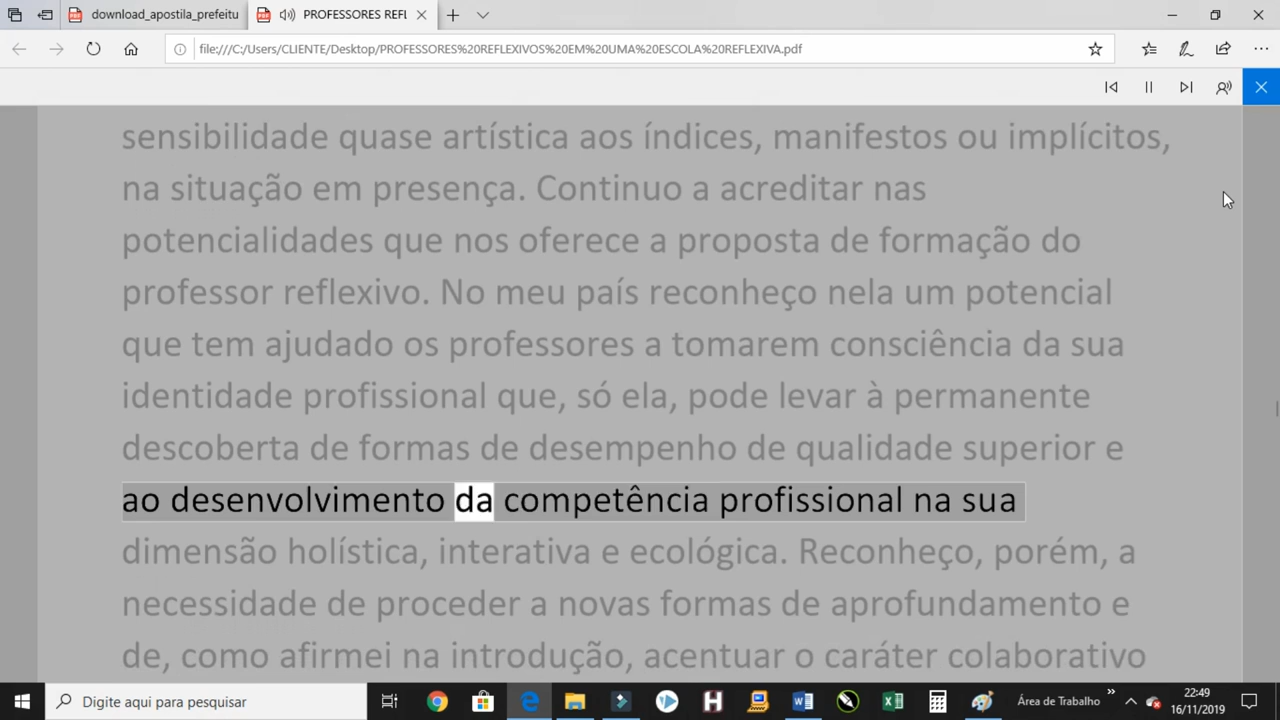 download_apostila_prefeitu
PROFESSORES REFL
file:///C:/Users/CLIENTE/Desktop/PROFESSORES%20REFLEXIVOS%20EM%20UMA%20ESCOLA%20REFLEXIVA.pdf
sensibilidade quase artística aos índices, manifestos ou implícitos,
na situação em presença. Continuo a acreditar nas
potencialidades que nos oferece a proposta de formação do
professor reflexivo. No meu país reconheço nela um potencial
que tem ajudado os professores a tomarem consciência da sua
identidade profissional que, só ela, pode levar à permanente
descoberta de formas de desempenho de qualidade superior e
ao desenvolvimento da competência profissional na sua
dimensão holística, interativa e ecológica. Reconheço, porém, a
necessidade de proceder a novas formas de aprofundamento e
de, como afirmei na introdução, acentuar o caráter colaborativo
Digite aqui para pesquisar
Área de Trabalho
22:49
16/11/2019